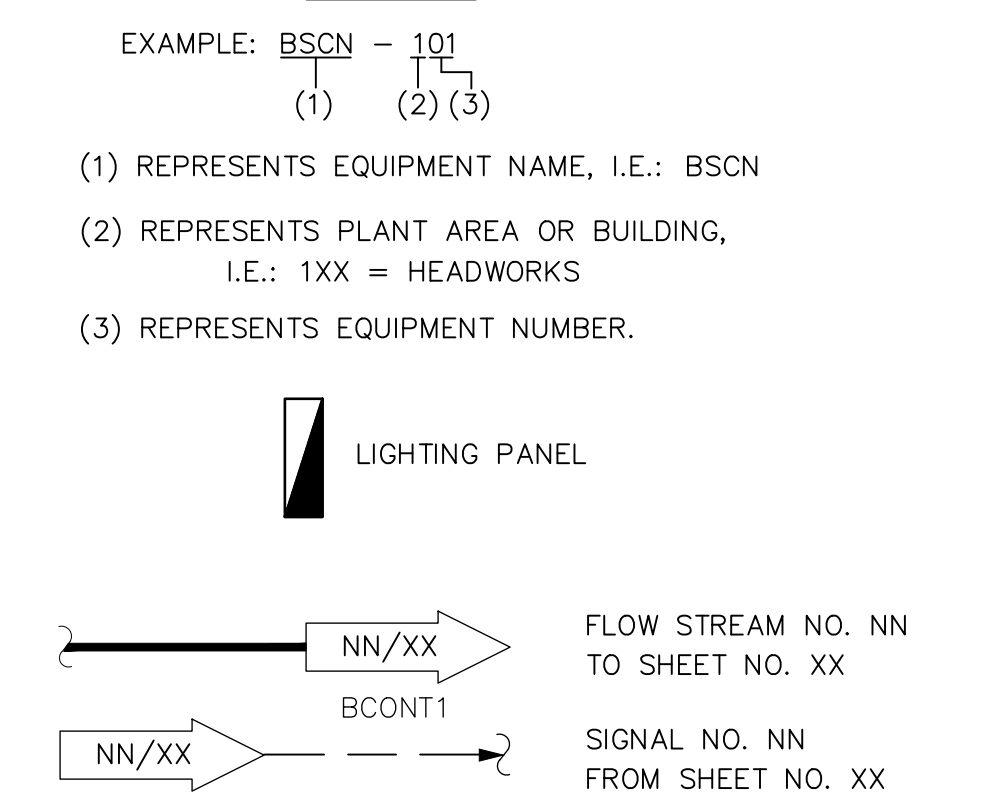 EXAMPLE: BSCN - 101
(1) (2) (3)
(1) REPRESENTS EQUIPMENT NAME, I.E.: BSCN
(2) REPRESENTS PLANT AREA OR BUILDING,
I.E.: 1XX = HEADWORKS
(3) REPRESENTS EQUIPMENT NUMBER.
LIGHTING PANEL
NN/XX
FLOW STREAM NO. NN
TO SHEET NO. XX
BCONT1
NN/XX
SIGNAL NO. NN
FROM SHEET NO. XX